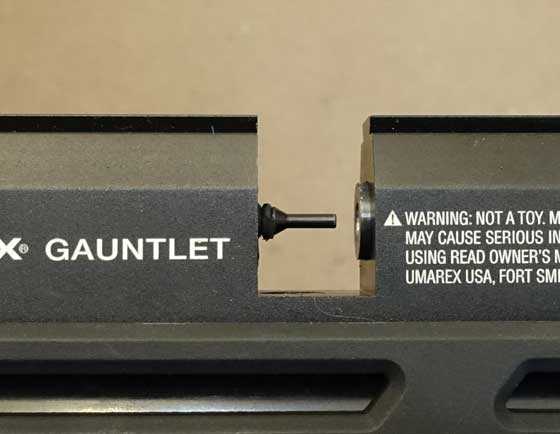 X® GAUNTLET
⚠ WARNING: NOT A TOY. M
MAY CAUSE SERIOUS IN
USING READ OWNER'S M
UMAREX USA, FORT SMI